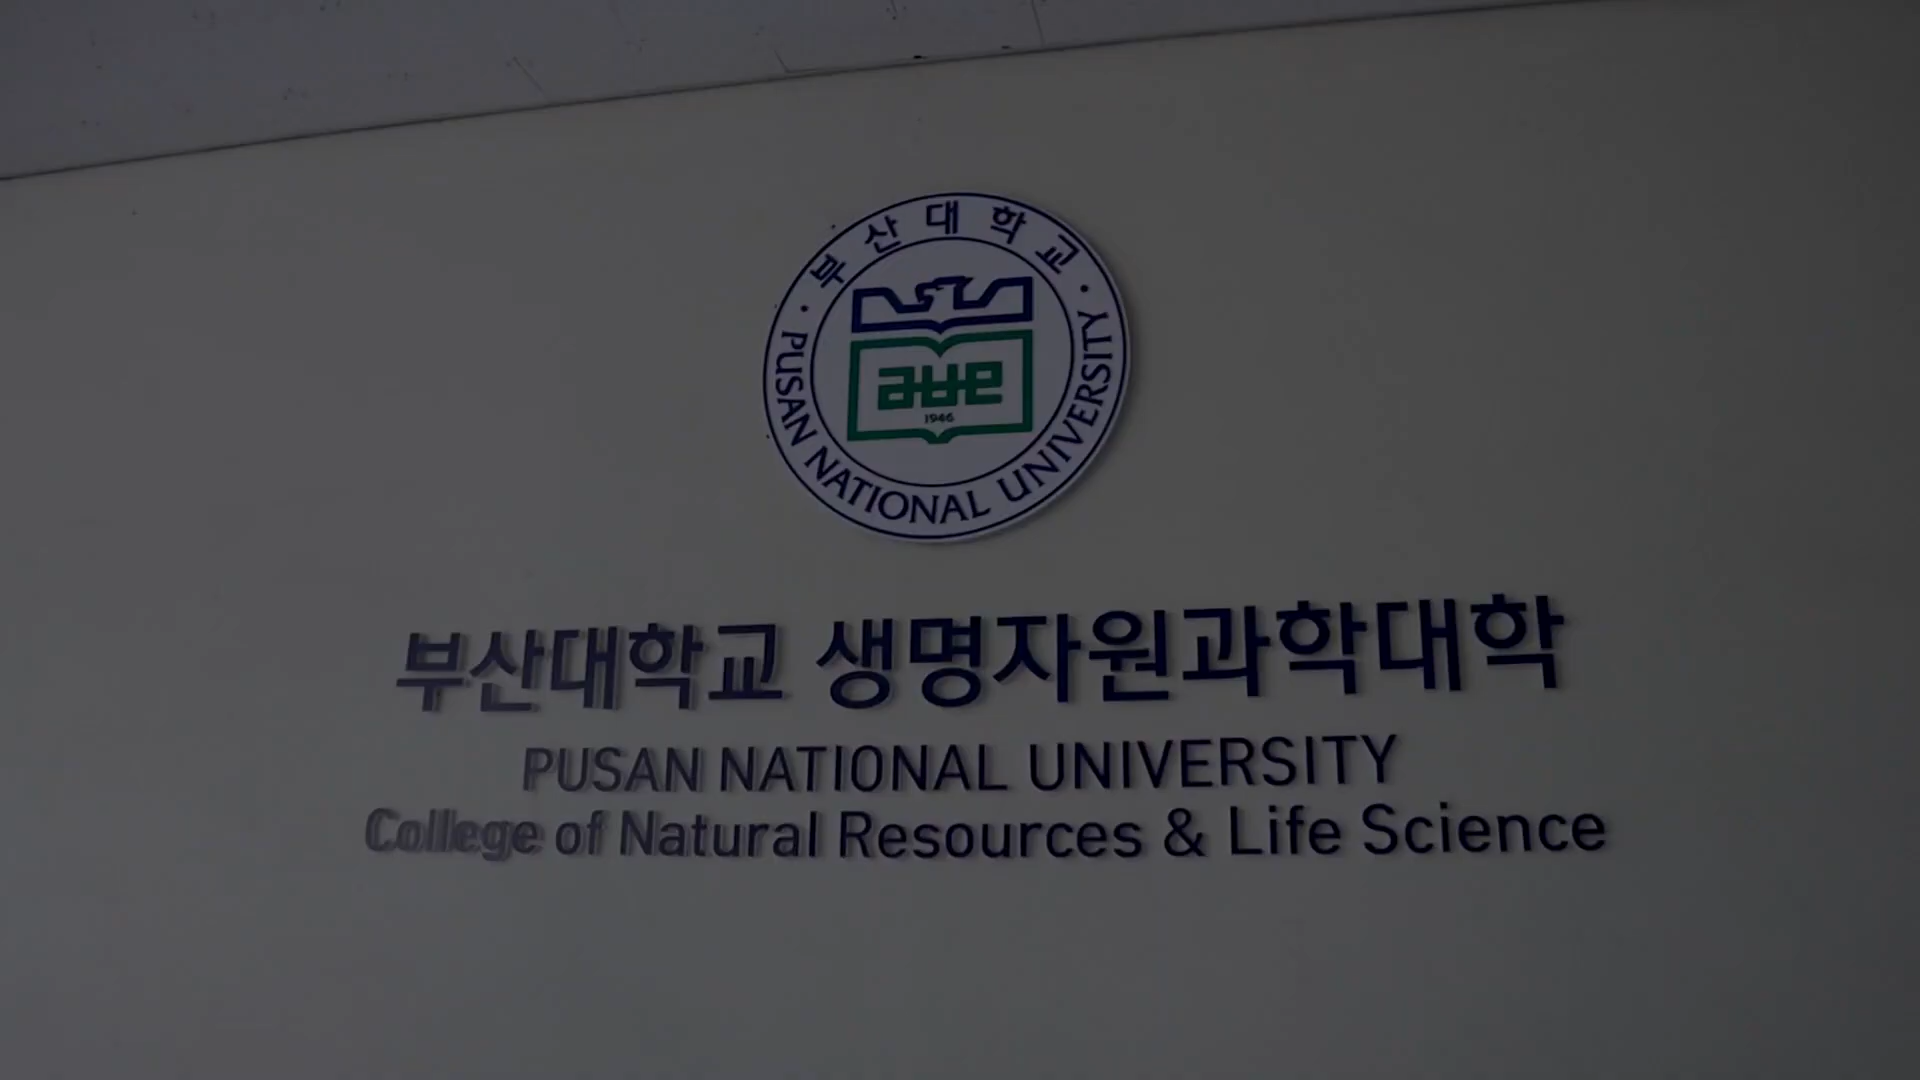 부산대학교
PUSAN NATIONAL UNIVERSITY
1946
부산대학교 생명자원과학대학
PUSAN NATIONAL UNIVERSITY
College of Natural Resources & Life Science